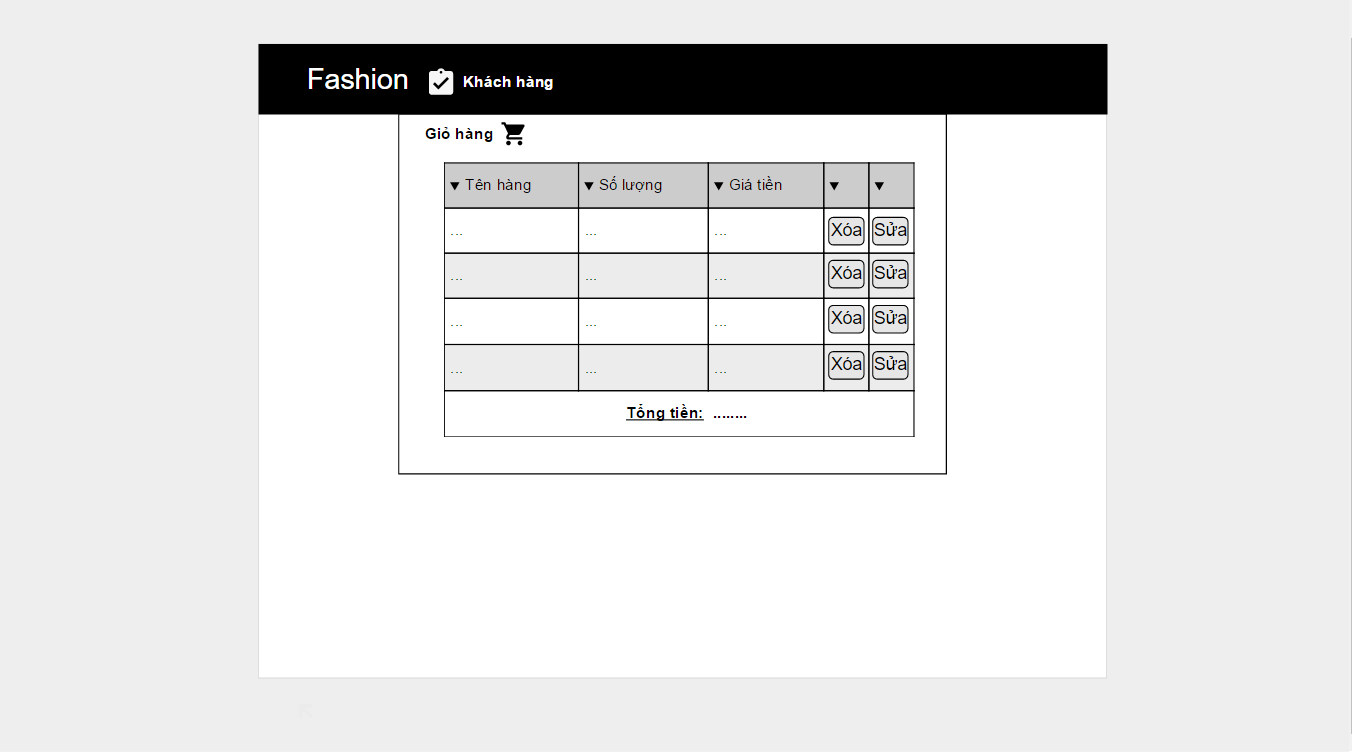 Fashion Khách hàng
Giỏ hàng
Tên hàng Số lượng Giá tiền
... ... ... Xóa Sửa
... ... ... Xóa Sửa
... ... ... Xóa Sửa
... ... ... Xóa Sửa
Tổng tiền: ........